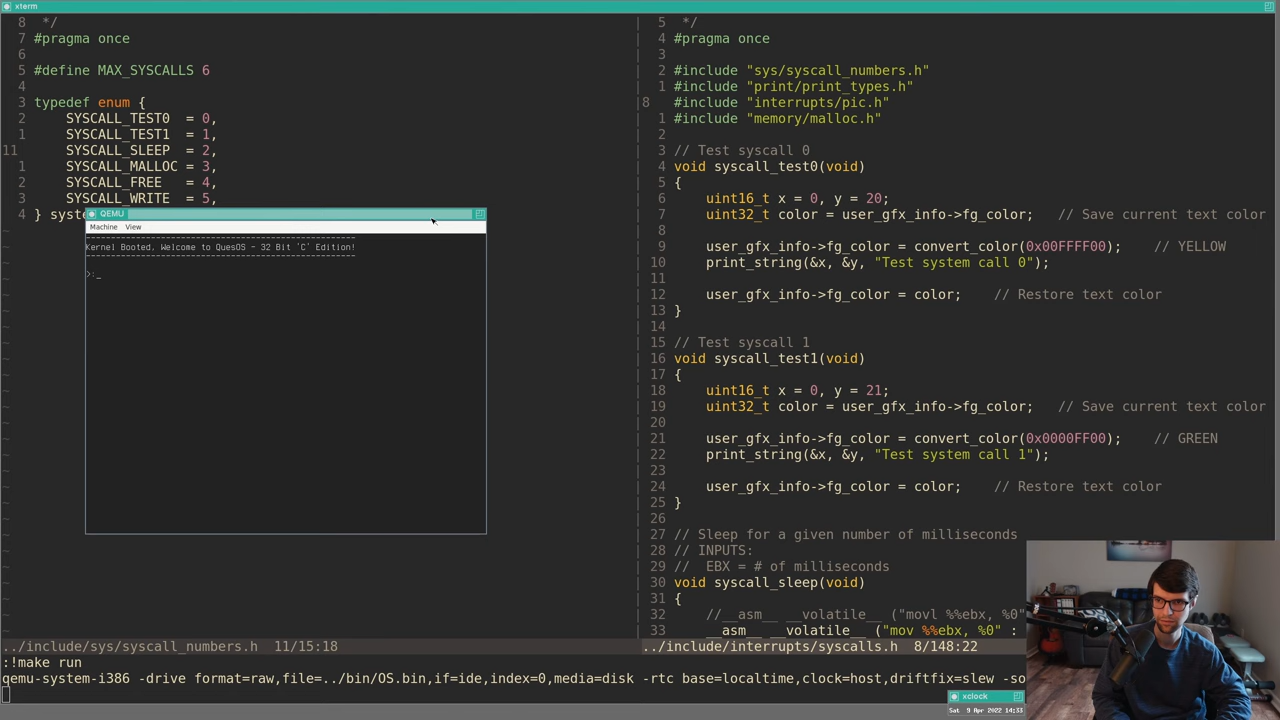 xterm
8  */
7 #pragma once
6
5 #define MAX_SYSCALLS 6
4
3 typedef enum {
2     SYSCALL_TEST0  = 0,
1     SYSCALL_TEST1  = 1,
11     SYSCALL_SLEEP  = 2,
1     SYSCALL_MALLOC = 3,
2     SYSCALL_FREE   = 4,
3     SYSCALL_WRITE  = 5,
4 } syst
QEMU
Machine View
Kernel Booted, Welcome to QuesOS - 32 Bit 'C' Edition!
>:_
../include/sys/syscall_numbers.h  11/15:18
5  */
4 #pragma once
3
2 #include "sys/syscall_numbers.h"
1 #include "print/print_types.h"
8 #include "interrupts/pic.h"
1 #include "memory/malloc.h"
2
3 // Test syscall 0
4 void syscall_test0(void)
5 {
6     uint16_t x = 0, y = 20;
7     uint32_t color = user_gfx_info->fg_color;   // Save current text color
8
9     user_gfx_info->fg_color = convert_color(0x00FFFF00);    // YELLOW
10     print_string(&x, &y, "Test system call 0");
11
12     user_gfx_info->fg_color = color;    // Restore text color
13 }
14
15 // Test syscall 1
16 void syscall_test1(void)
17 {
18     uint16_t x = 0, y = 21;
19     uint32_t color = user_gfx_info->fg_color;   // Save current text color
20
21     user_gfx_info->fg_color = convert_color(0x0000FF00);    // GREEN
22     print_string(&x, &y, "Test system call 1");
23
24     user_gfx_info->fg_color = color;    // Restore text color
25 }
26
27 // Sleep for a given number of milliseconds
28 // INPUTS:
29 //  EBX = # of milliseconds
30 void syscall_sleep(void)
31 {
32     //__asm__ __volatile__ ("movl %%ebx, %0"
33     __asm__ __volatile__ ("mov %%ebx, %0" :
../include/interrupts/syscalls.h  8/148:22
:!make run
qemu-system-i386 -drive format=raw,file=../bin/OS.bin,if=ide,index=0,media=disk -rtc base=localtime,clock=host,driftfix=slew -so
xclock
Sat  9 Apr 2022 14:33